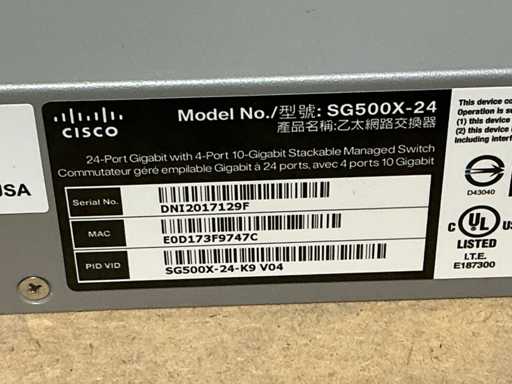 CISCO
Model No./型號: SG500X-24
產品名稱:乙太網路交換器
24-Port Gigabit with 4-Port 10-Gigabit Stackable Managed Switch
Commutateur géré empilable Gigabit à 24 ports, avec 4 ports 10 Gigabit
Serial No.
DNI2017129F
MAC
E0D173F9747C
PID VID
SG500X-24-K9 V04
USA
This device co
Operation is su
(1) this device
(2) this device
including interf
D43040
C UL US
LISTED
I.T.E.
E187300